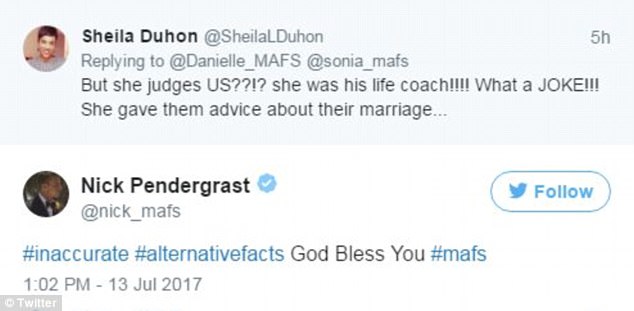 Sheila Duhon @SheilaLDuhon 5h
Replying to @Danielle_MAFS @sonia_mafs
But she judges US??!? she was his life coach!!!! What a JOKE!!!
She gave them advice about their marriage...
Nick Pendergrast
@nick_mafs
Follow
#inaccurate #alternativefacts God Bless You #mafs
1:02 PM - 13 Jul 2017
© Twitter